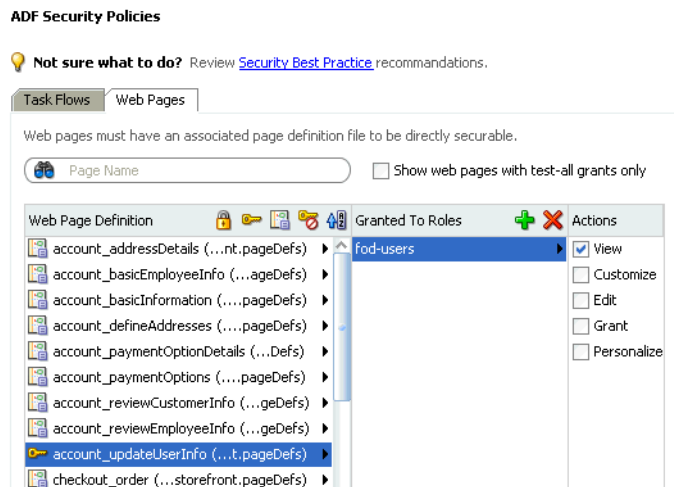 ADF Security Policies
Not sure what to do? Review Security Best Practice recommandations.
Task Flows Web Pages
Web pages must have an associated page definition file to be directly securable.
Page Name Show web pages with test-all grants only
Web Page Definition Granted To Roles Actions
account_addressDetails (...nt.pageDefs) fod-users View
account_basicEmployeeInfo (...ageDefs) Customize
account_basicInformation (....pageDefs) Edit
account_defineAddresses (....pageDefs) Grant
account_paymentOptionDetails (...Defs) Personalize
account_paymentOptions (....pageDefs)
account_reviewCustomerInfo (...geDefs)
account_reviewEmployeeInfo (...geDefs)
account_updateUserInfo (...t.pageDefs)
checkout_order (...storefront.pageDefs)